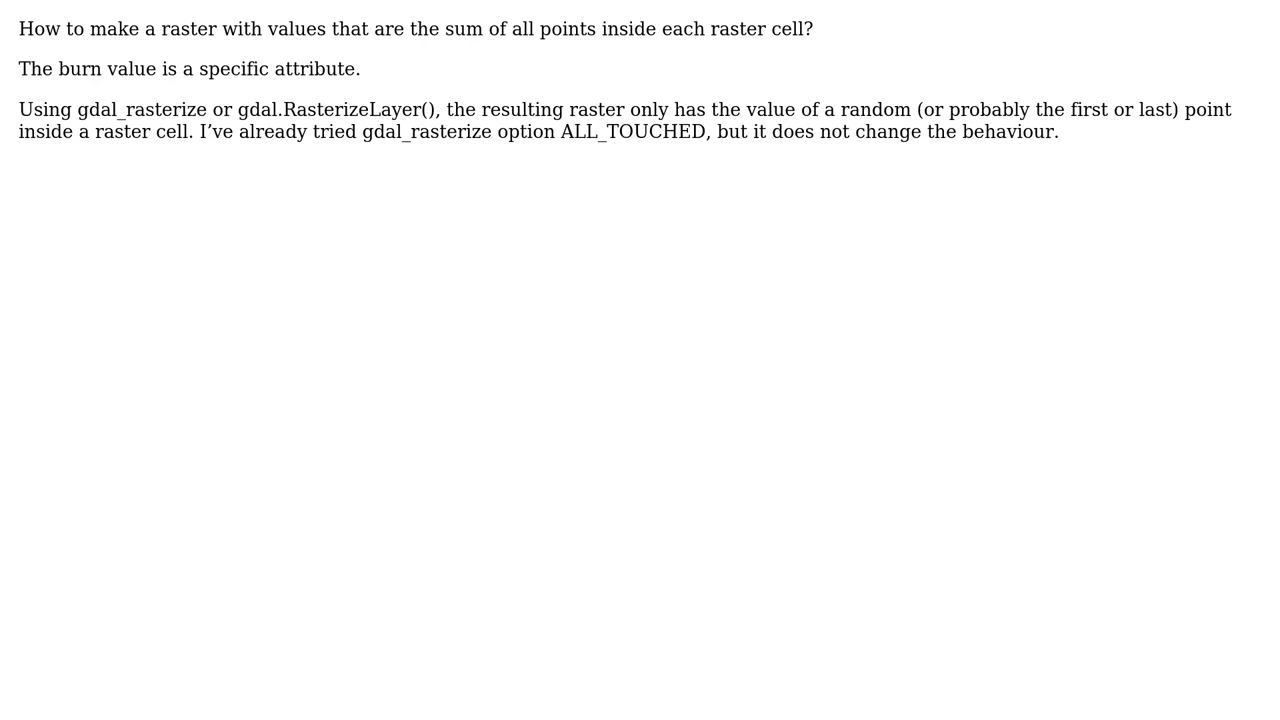 How to make a raster with values that are the sum of all points inside each raster cell?
The burn value is a specific attribute.
Using gdal_rasterize or gdal.RasterizeLayer(), the resulting raster only has the value of a random (or probably the first or last) point
inside a raster cell. I’ve already tried gdal_rasterize option ALL_TOUCHED, but it does not change the behaviour.